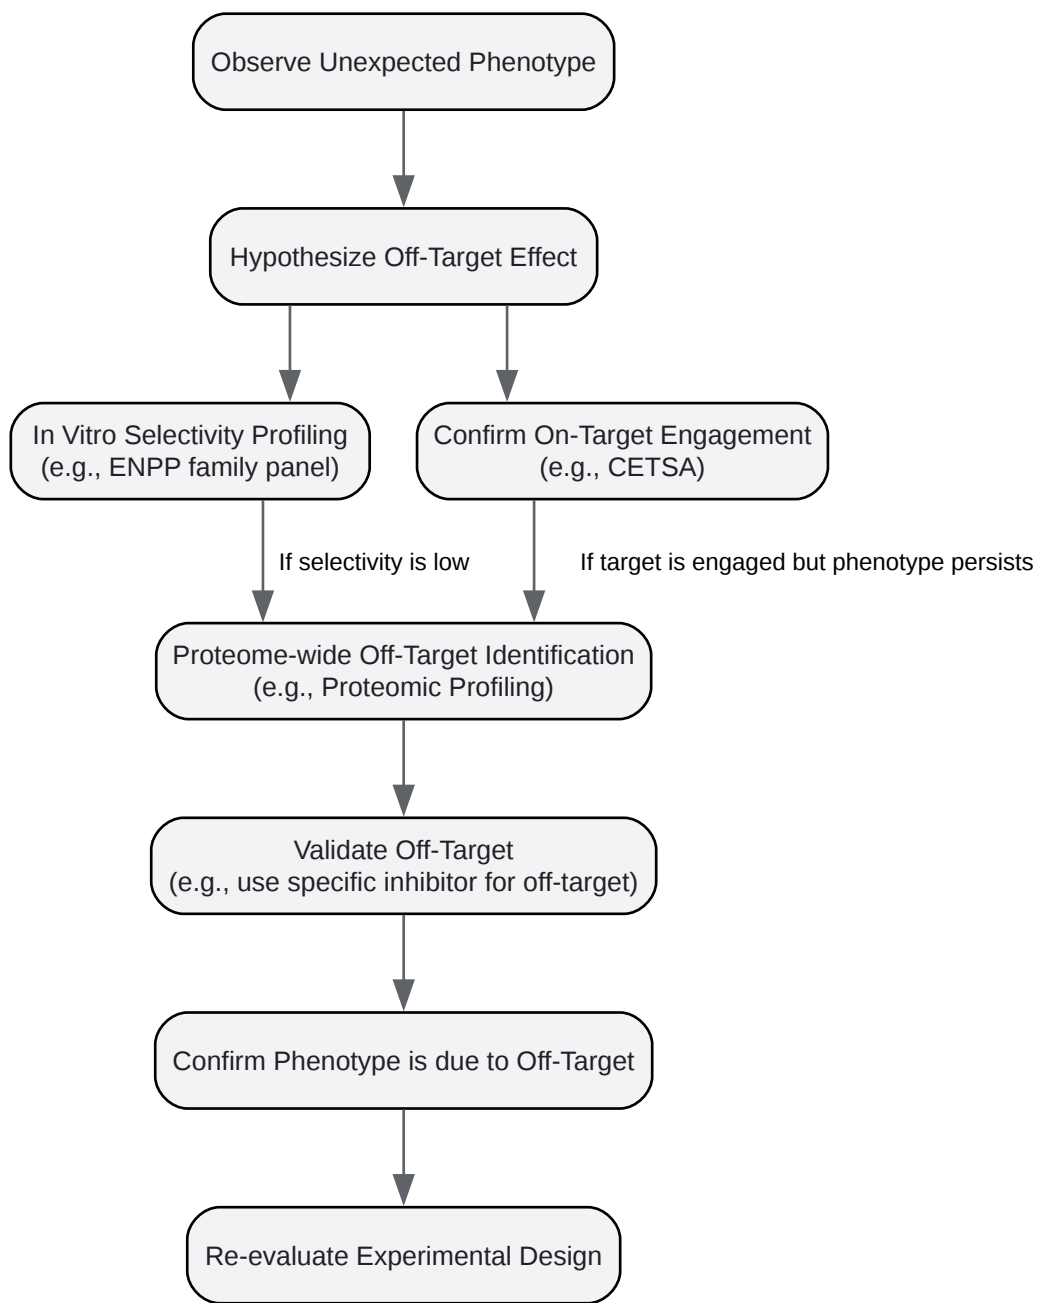 Observe Unexpected Phenotype
Hypothesize Off-Target Effect
In Vitro Selectivity Profiling
(e.g., ENPP family panel)
Confirm On-Target Engagement
(e.g., CETSA)
If selectivity is low
If target is engaged but phenotype persists
Proteome-wide Off-Target Identification
(e.g., Proteomic Profiling)
Validate Off-Target
(e.g., use specific inhibitor for off-target)
Confirm Phenotype is due to Off-Target
Re-evaluate Experimental Design